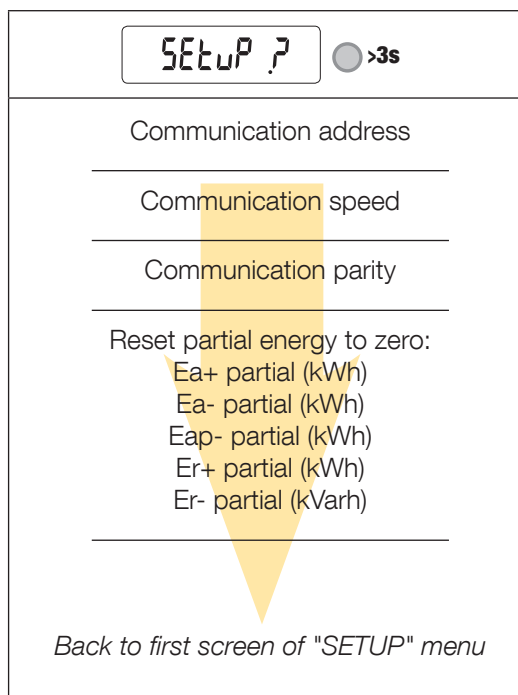 SEtuP ?
>3s
Communication address
Communication speed
Communication parity
Reset partial energy to zero:
Ea+ partial (kWh)
Ea- partial (kWh)
Eap- partial (kWh)
Er+ partial (kWh)
Er- partial (kVarh)
Back to first screen of "SETUP" menu